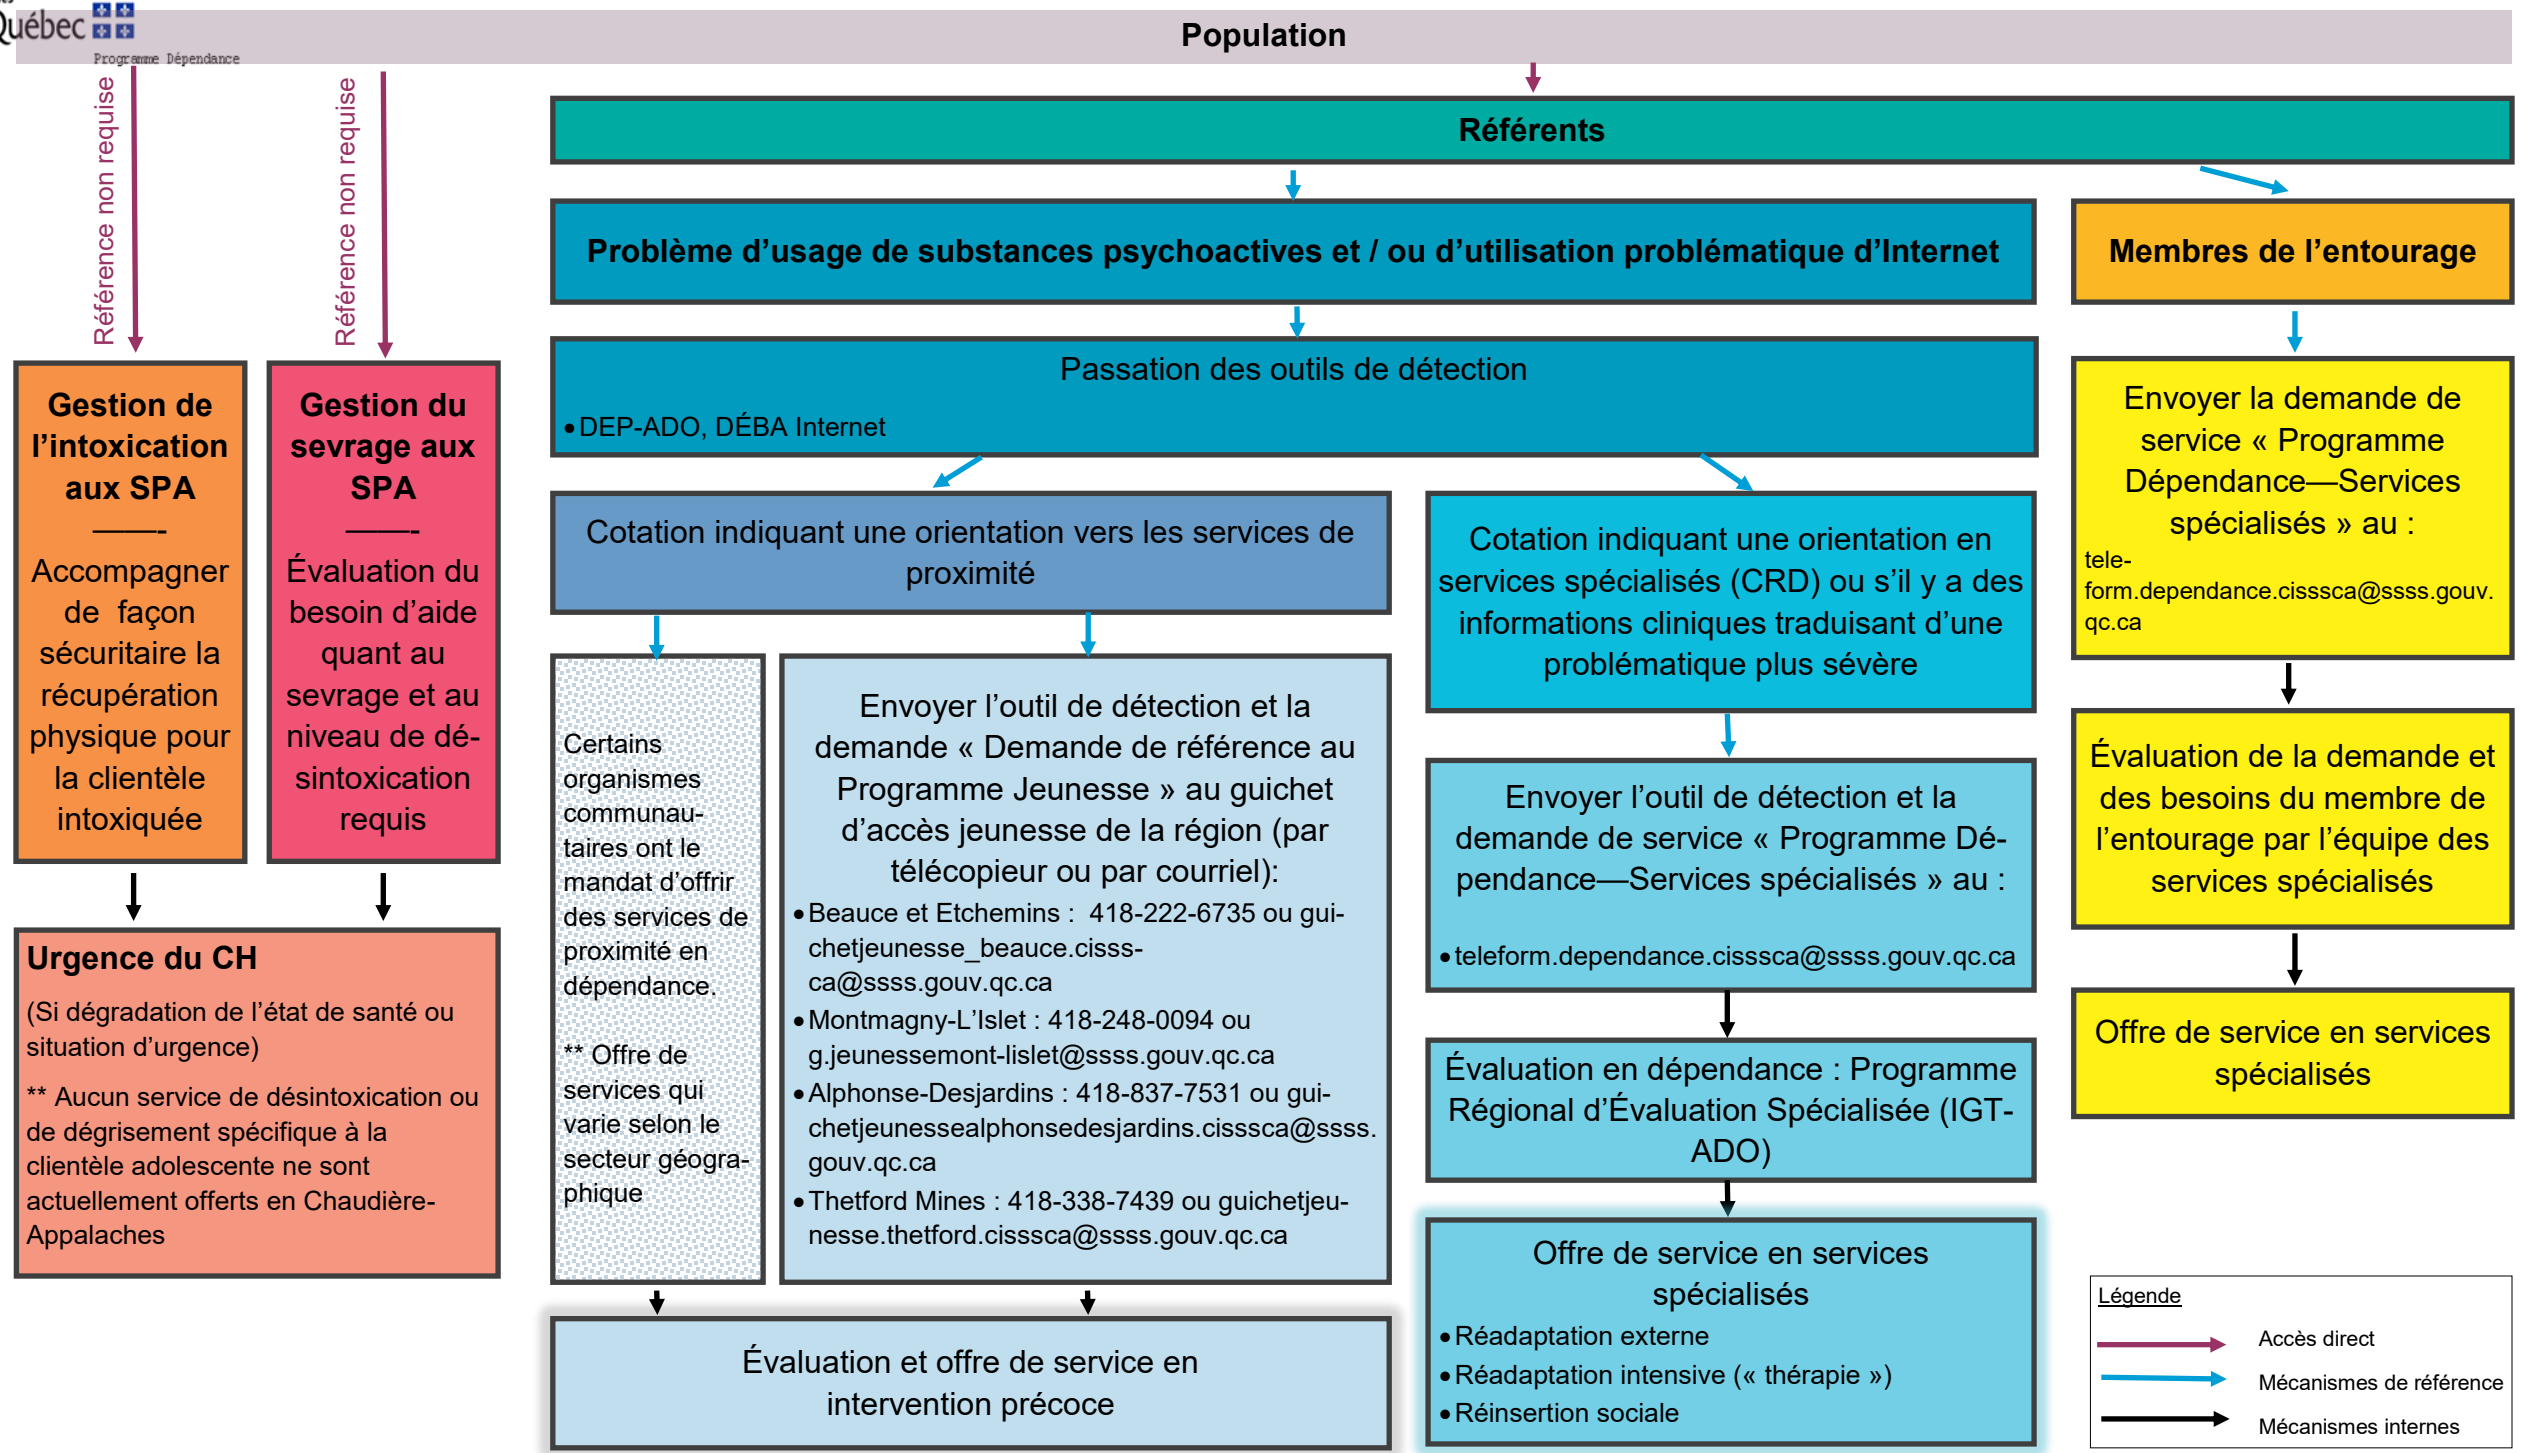 Québec
Programme Dépendance
Population
Référence non requise
Référence non requise
Référents
Problème d’usage de substances psychoactives et / ou d’utilisation problématique d’Internet
Membres de l’entourage
Passation des outils de détection
• DEP-ADO, DÉBA Internet
Gestion de
l’intoxication
aux SPA
——-
Accompagner
de façon
sécuritaire la
récupération
physique pour
la clientèle
intoxiquée
Gestion du
sevrage aux
SPA
——-
Évaluation du
besoin d’aide
quant au
sevrage et au
niveau de dé-
sintoxication
requis
Urgence du CH
(Si dégradation de l’état de santé ou
situation d’urgence)
** Aucun service de désintoxication ou
de dégrisement spécifique à la
clientèle adolescente ne sont
actuellement offerts en Chaudière-
Appalaches
Cotation indiquant une orientation vers les services de
proximité
Certains
organismes
communau-
taires ont le
mandat d’offrir
des services de
proximité en
dépendance.
** Offre de
services qui
varie selon le
secteur géogra-
phique
Envoyer l’outil de détection et la
demande « Demande de référence au
Programme Jeunesse » au guichet
d’accès jeunesse de la région (par
télécopieur ou par courriel):
• Beauce et Etchemins : 418-222-6735 ou gui-
chetjeunesse_beauce.cisss-
ca@ssss.gouv.qc.ca
• Montmagny-L’Islet : 418-248-0094 ou
g.jeunessemont-lislet@ssss.gouv.qc.ca
• Alphonse-Desjardins : 418-837-7531 ou gui-
chetjeunessealphonsedesjardins.cisssca@ssss.
gouv.qc.ca
• Thetford Mines : 418-338-7439 ou guichetjeu-
nesse.thetford.cisssca@ssss.gouv.qc.ca
Évaluation et offre de service en
intervention précoce
Cotation indiquant une orientation en
services spécialisés (CRD) ou s’il y a des
informations cliniques traduisant d’une
problématique plus sévère
Envoyer l’outil de détection et la
demande de service « Programme Dé-
pendance—Services spécialisés » au :
• teleform.dependance.cisssca@ssss.gouv.qc.ca
Évaluation en dépendance : Programme
Régional d’Évaluation Spécialisée (IGT-
ADO)
Offre de service en services
spécialisés
• Réadaptation externe
• Réadaptation intensive (« thérapie »)
• Réinsertion sociale
Envoyer la demande de
service « Programme
Dépendance—Services
spécialisés » au :
tele-
form.dependance.cisssca@ssss.gouv.
qc.ca
Évaluation de la demande et
des besoins du membre de
l’entourage par l’équipe des
services spécialisés
Offre de service en services
spécialisés
Légende
Accès direct
Mécanismes de référence
Mécanismes internes